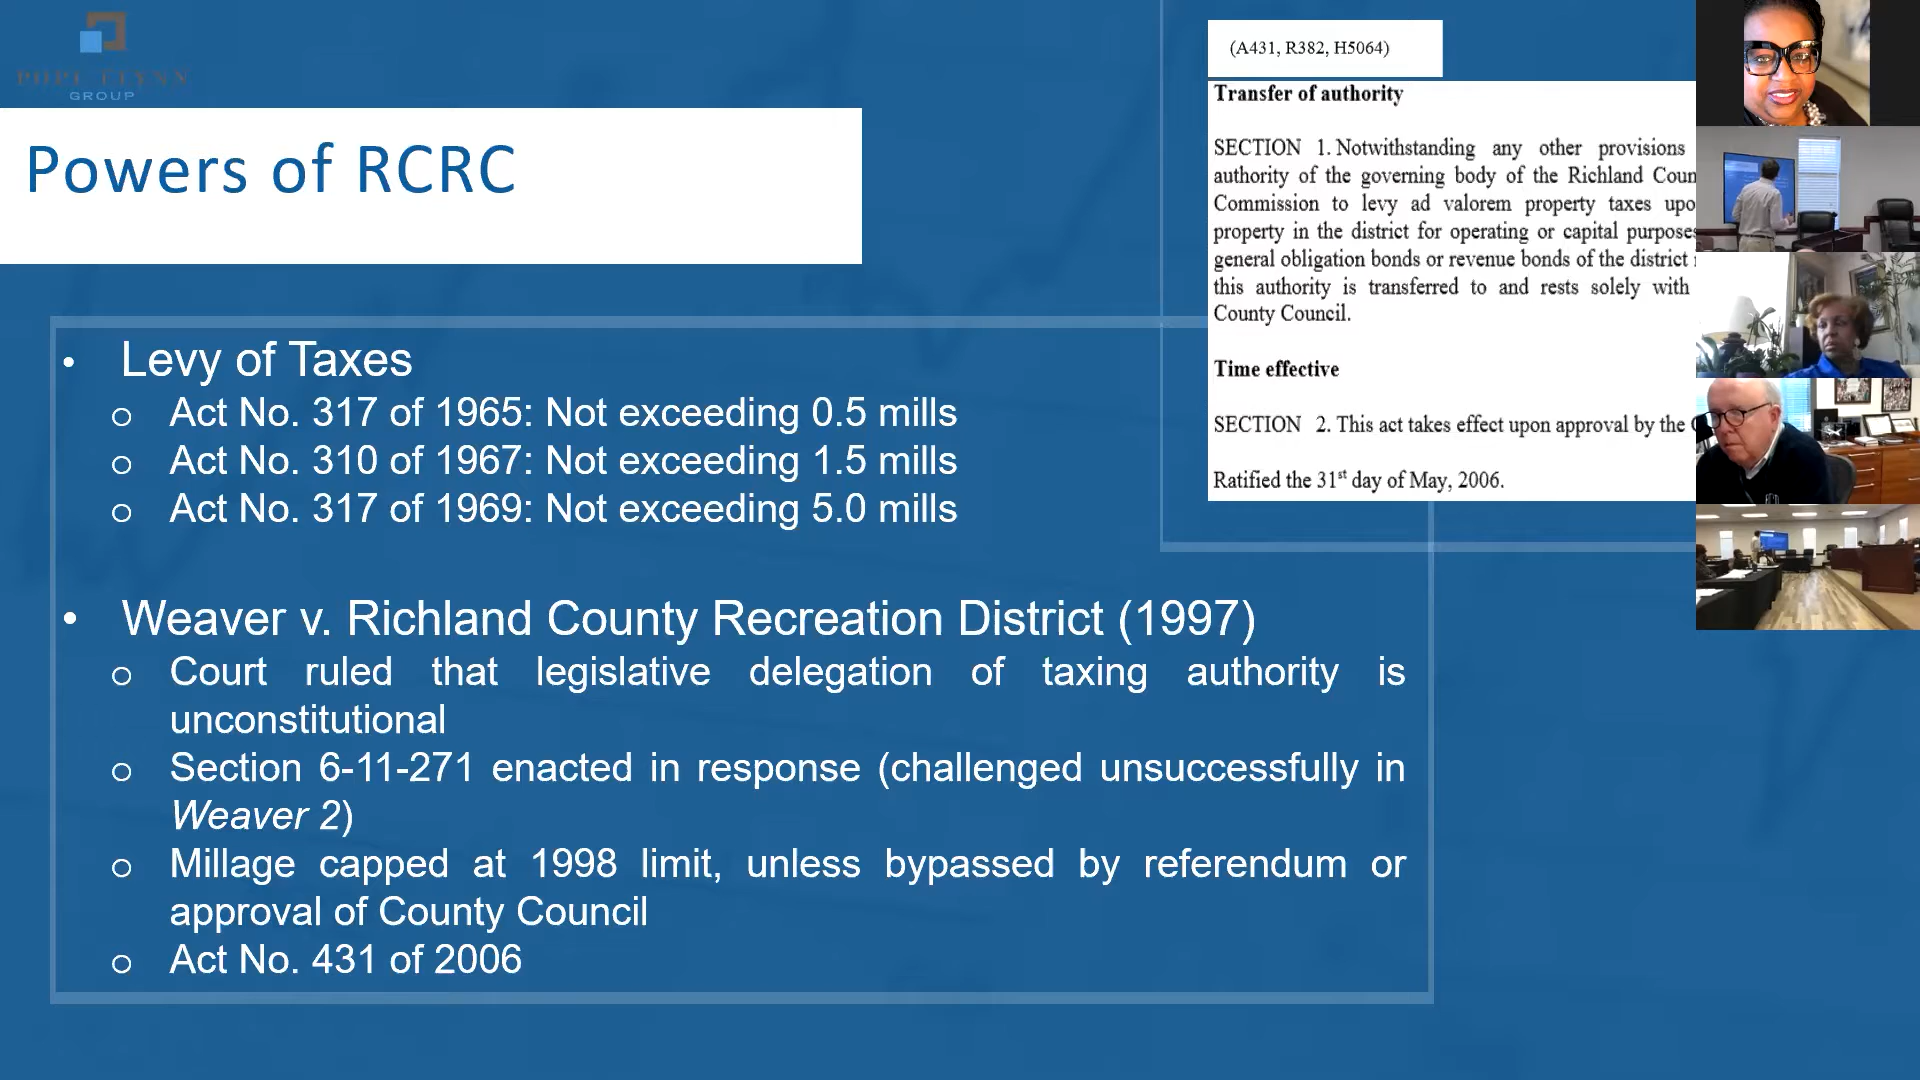 POPE FLYNN
GROUP
Powers of RCRC
• Levy of Taxes
o Act No. 317 of 1965: Not exceeding 0.5 mills
o Act No. 310 of 1967: Not exceeding 1.5 mills
o Act No. 317 of 1969: Not exceeding 5.0 mills
• Weaver v. Richland County Recreation District (1997)
o Court ruled that legislative delegation of taxing authority is
unconstitutional
o Section 6-11-271 enacted in response (challenged unsuccessfully in
Weaver 2)
o Millage capped at 1998 limit, unless bypassed by referendum or
approval of County Council
o Act No. 431 of 2006
(A431, R382, H5064)
Transfer of authority
SECTION 1. Notwithstanding any other provisions
authority of the governing body of the Richland Coun
Commission to levy ad valorem property taxes upo
property in the district for operating or capital purposes
general obligation bonds or revenue bonds of the district
this authority is transferred to and rests solely with
County Council.
Time effective
SECTION 2. This act takes effect upon approval by the
Ratified the 31st day of May, 2006.